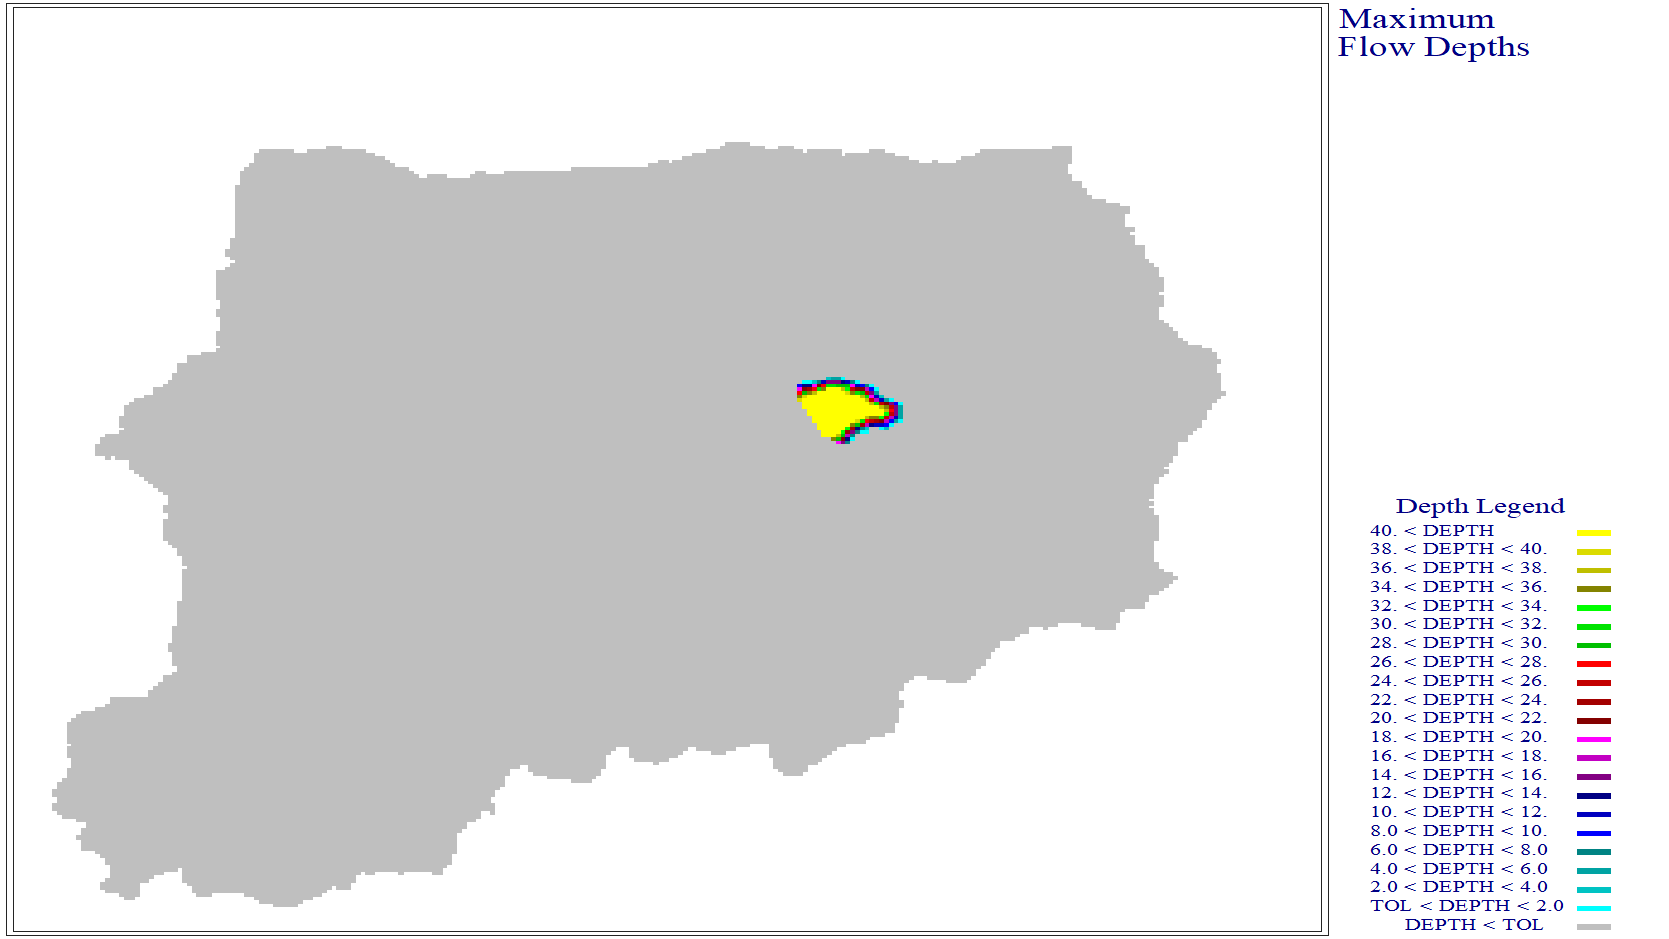 Maximum
Flow Depths
Depth Legend
40. < DEPTH
38. < DEPTH < 40.
36. < DEPTH < 38.
34. < DEPTH < 36.
32. < DEPTH < 34.
30. < DEPTH < 32.
28. < DEPTH < 30.
26. < DEPTH < 28.
24. < DEPTH < 26.
22. < DEPTH < 24.
20. < DEPTH < 22.
18. < DEPTH < 20.
16. < DEPTH < 18.
14. < DEPTH < 16.
12. < DEPTH < 14.
10. < DEPTH < 12.
8.0 < DEPTH < 10.
6.0 < DEPTH < 8.0
4.0 < DEPTH < 6.0
2.0 < DEPTH < 4.0
TOL < DEPTH < 2.0
DEPTH < TOL